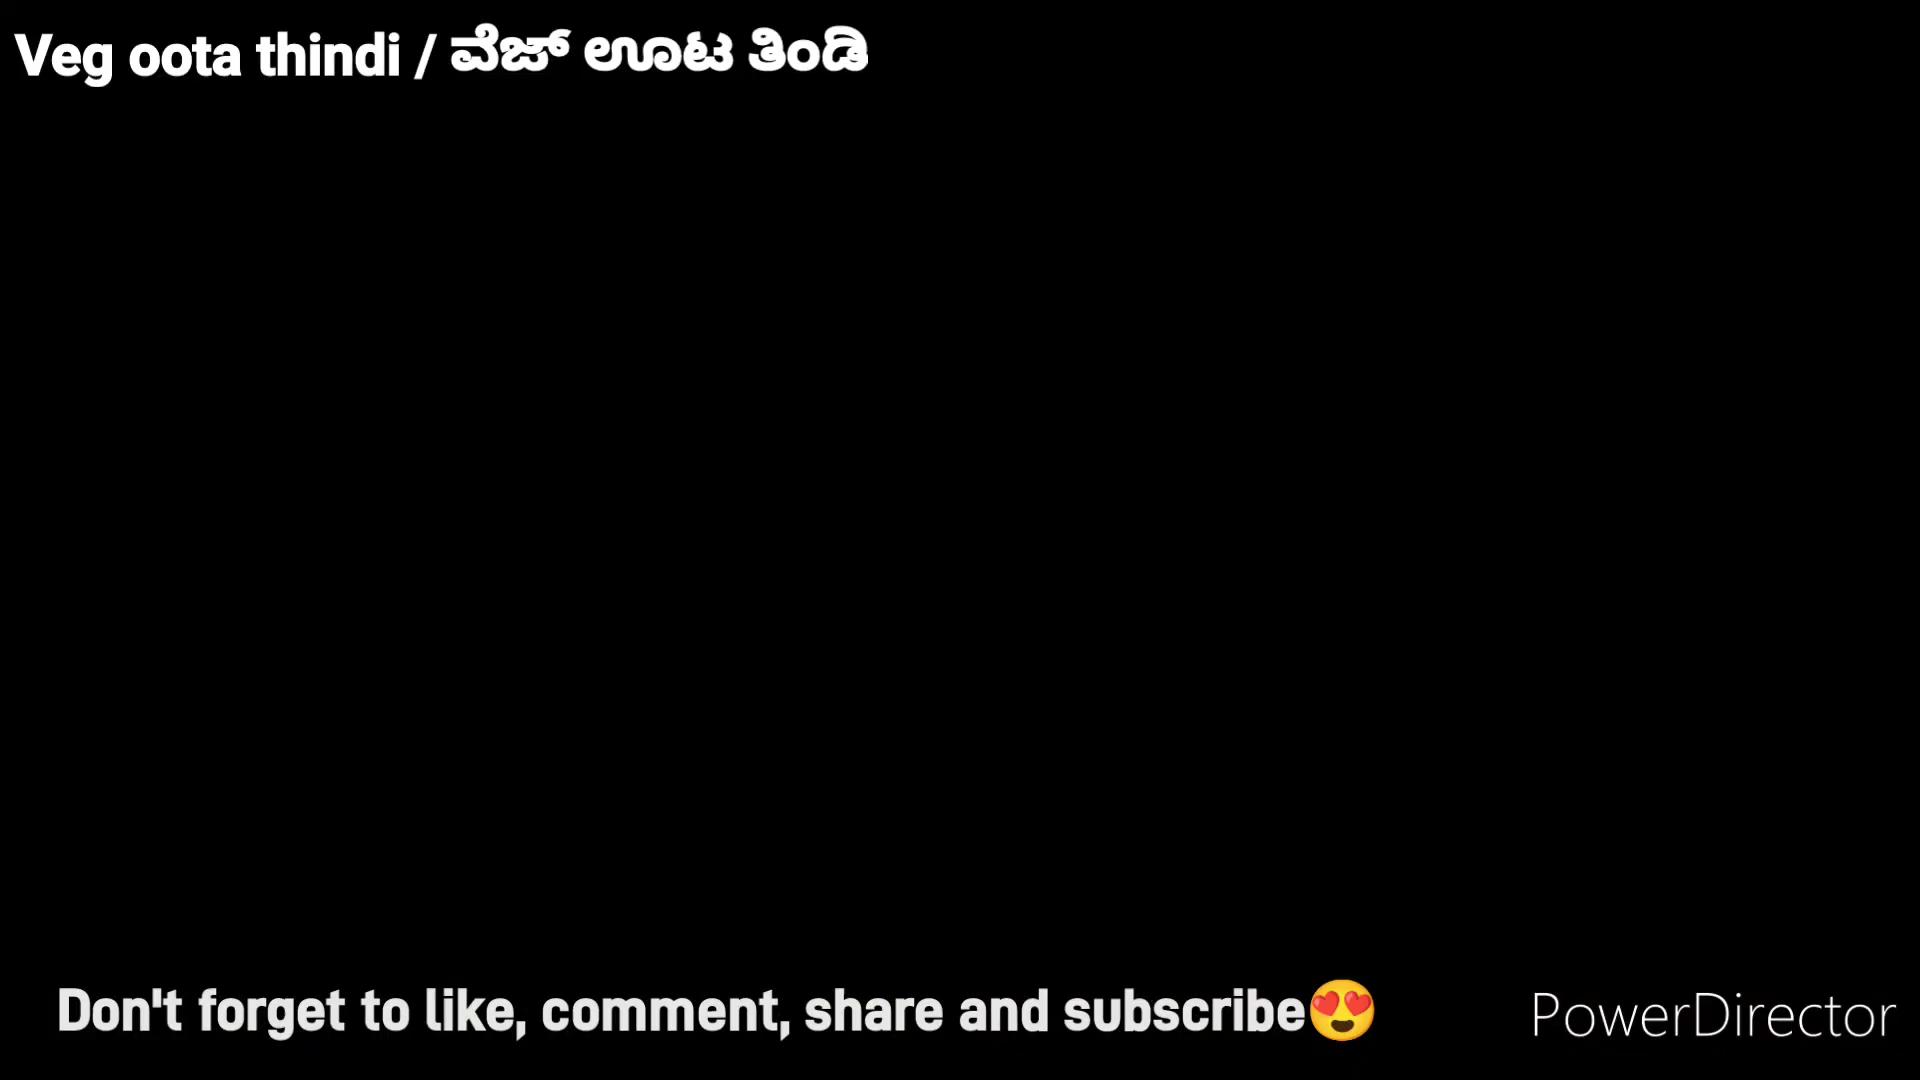 Veg oota thindi / ವೆಜ್ ಊಟ ತಿಂಡಿ
Don't forget to like, comment, share and subscribe😍
PowerDirector